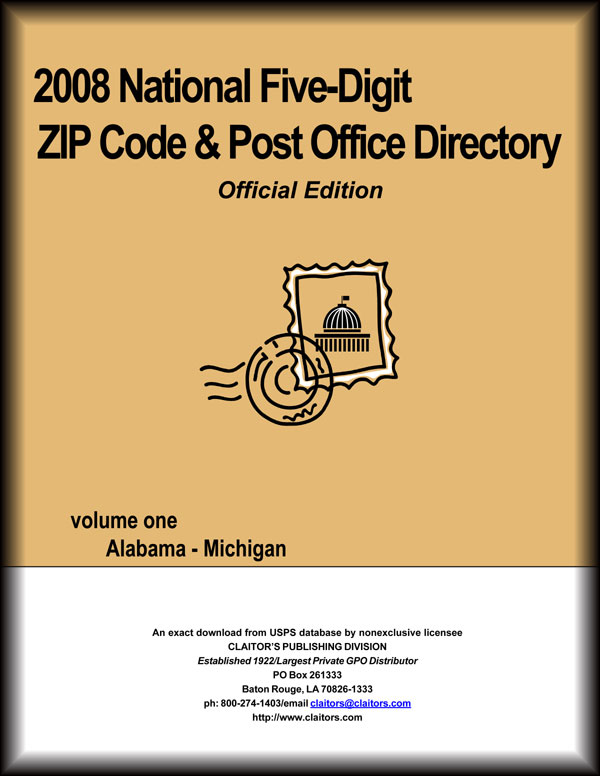 2008 National Five-Digit
ZIP Code & Post Office Directory
Official Edition
volume one
Alabama - Michigan
An exact download from USPS database by nonexclusive licensee
CLAITOR'S PUBLISHING DIVISION
Established 1922/Largest Private GPO Distributor
PO Box 261333
Baton Rouge, LA 70826-1333
ph: 800-274-1403/email claitors@claitors.com
http://www.claitors.com